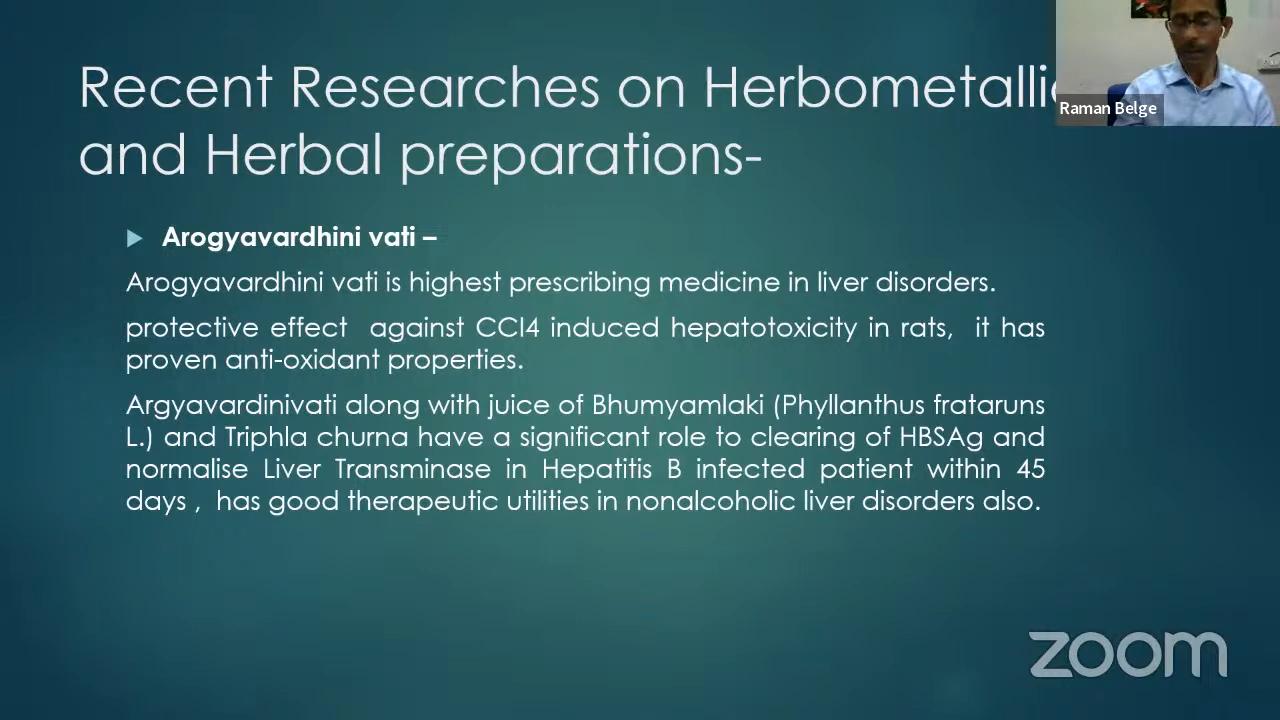 Recent Researches on Herbometallic
and Herbal preparations-
Raman Belge
Arogyavardhini vati –
Arogyavardhini vati is highest prescribing medicine in liver disorders.
protective effect against CCl4 induced hepatotoxicity in rats, it has
proven anti-oxidant properties.
Argyavardinivati along with juice of Bhumyamlaki (Phyllanthus frataruns
L.) and Triphla churna have a significant role to clearing of HBSAg and
normalise Liver Transminase in Hepatitis B infected patient within 45
days , has good therapeutic utilities in nonalcoholic liver disorders also.
zoom